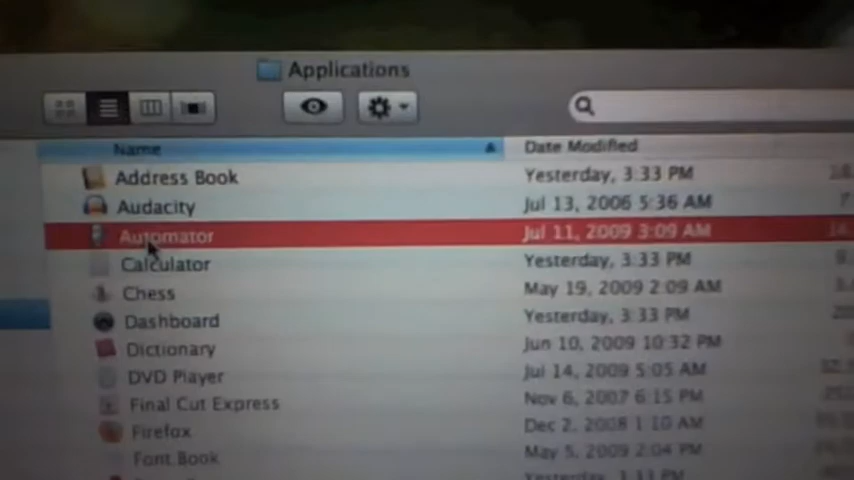 Applications
Name Date Modified
Address Book Yesterday, 3:33 PM
Audacity Jul 13, 2006 5:36 AM 7
Automator Jul 11, 2009 3:09 AM
Calculator Yesterday, 3:33 PM
Chess May 19, 2009 2:09 AM
Dashboard Yesterday, 3:33 PM
Dictionary Jun 10, 2009 10:32 PM
DVD Player Jul 14, 2009 5:05 AM
Final Cut Express Nov 6, 2007 6:15 PM
Firefox Dec 2, 2008 1:10 AM
Font Book May 5, 2009 2:04 PM